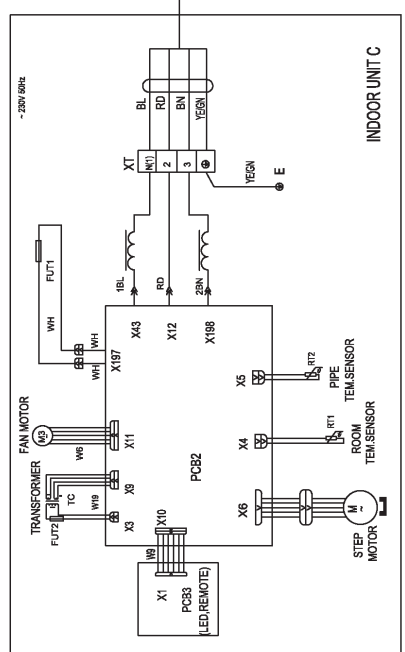 INDOOR UNIT C
~ 230V 50Hz
BL
RD
BN
YE/GN
XT
N(1)
2
3
YE/GN
E
FUT1
WH
WH
WH
1BL
RD
2BN
X197
X43
X12
X198
FAN MOTOR
M3
W6
X11
TRANSFORMER
TC
W19
FUT2
X9
X3
PCB2
X5
RT2
PIPE
TEM.SENSOR
X4
RT1
ROOM
TEM.SENSOR
X6
M
~
STEP
MOTOR
X10
W9
X1
PCB3
(LED,REMOTE)